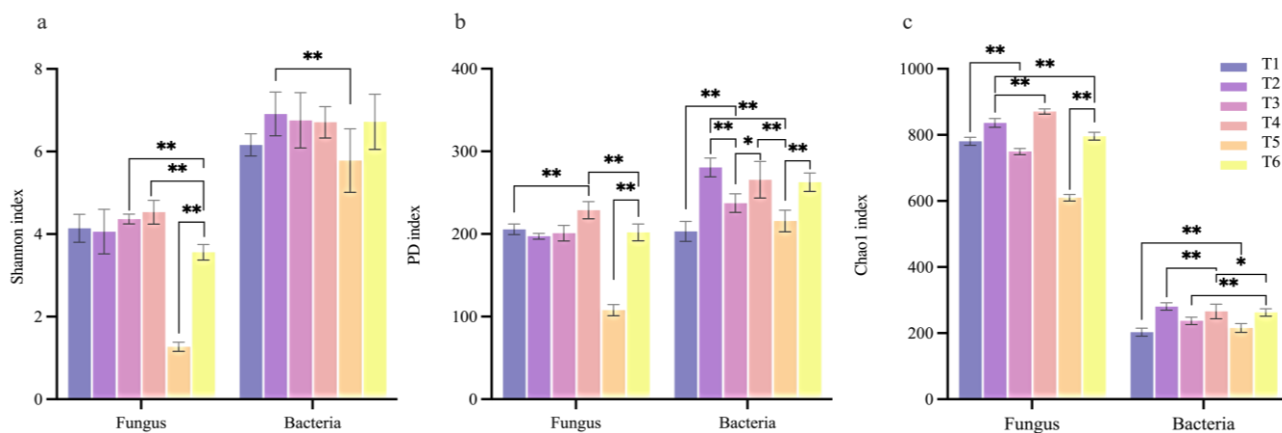 a
Shannon index
8
6
4
2
0
**
**
**
**
Fungus
Bacteria
b
PD index
400
300
200
100
0
**
**
**
**
**
**
*
**
**
Fungus
Bacteria
c
Chao1 index
1000
800
600
400
200
0
**
**
**
**
**
**
*
**
Fungus
Bacteria
T1
T2
T3
T4
T5
T6